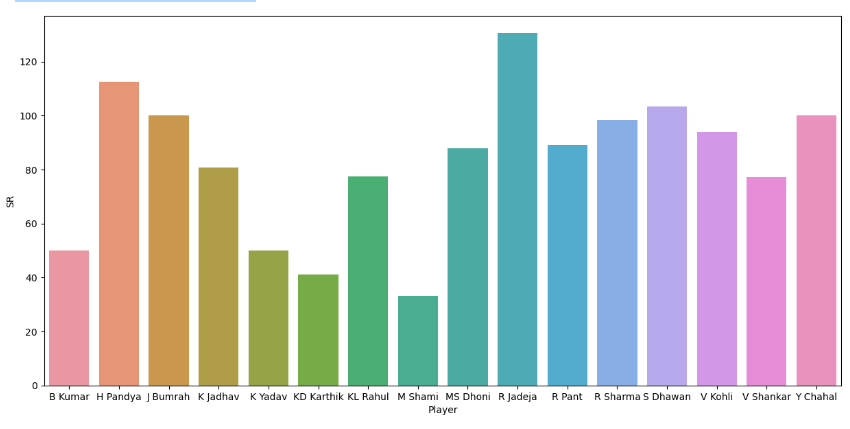 120
100
80
60
40
20
0
SR
B Kumar H Pandya J Bumrah K Jadhav K Yadav KD Karthik KL Rahul M Shami MS Dhoni R Jadeja R Pant R Sharma S Dhawan V Kohli V Shankar Y Chahal
Player